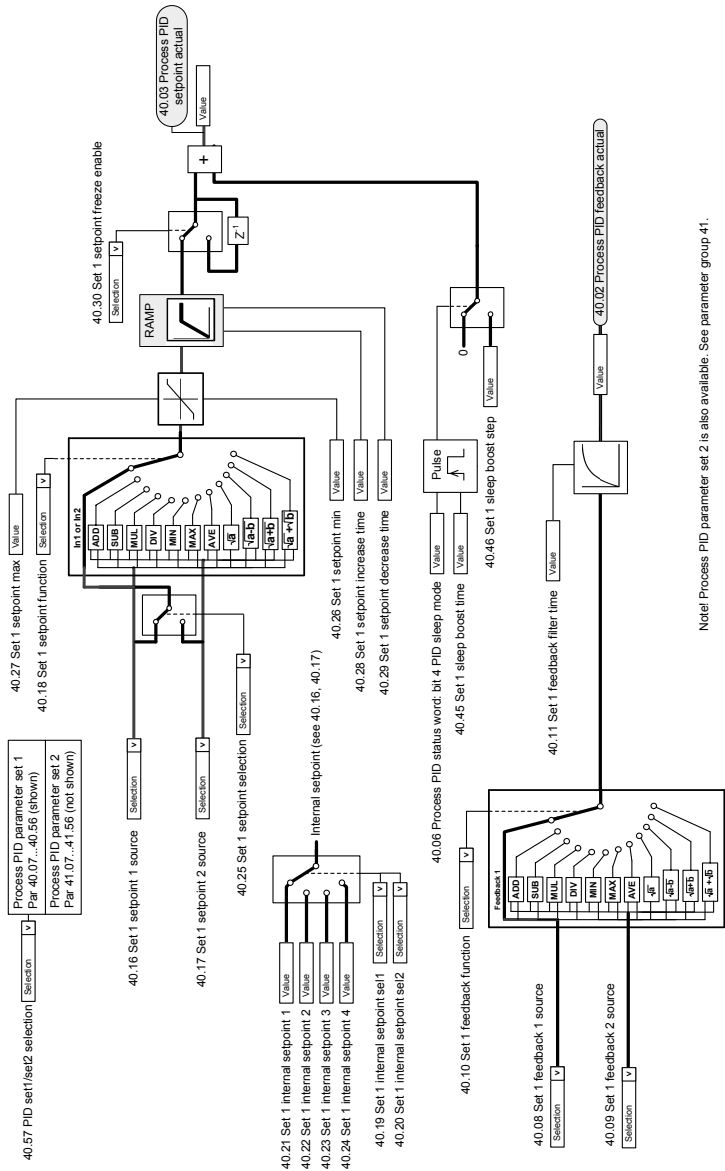 40.57 PID set1/set2 selection
Selection
v
Process PID parameter set 1
Par 40.07...40.56 (shown)
Process PID parameter set 2
Par 41.07...41.56 (not shown)
40.16 Set 1 setpoint 1 source
Selection
v
40.17 Set 1 setpoint 2 source
Selection
v
40.25 Set 1 setpoint selection
Selection
v
40.27 Set 1 setpoint max
Value
40.18 Set 1 setpoint function
Selection
v
In1 or In2
ADD
SUB
MUL
DIV
MIN
MAX
AVE
√a
√a-b
√a+b
√a +√b
40.26 Set 1 setpoint min
Value
40.28 Set 1 setpoint increase time
Value
40.29 Set 1 setpoint decrease time
Value
RAMP
40.30 Set 1 setpoint freeze enable
Selection
v
Z-1
+
40.03 Process PID
setpoint actual
Value
40.21 Set 1 internal setpoint 1
Value
40.22 Set 1 internal setpoint 2
Value
40.23 Set 1 internal setpoint 3
Value
40.24 Set 1 internal setpoint 4
Value
Internal setpoint (see 40.16, 40.17)
40.19 Set 1 internal setpoint sel1
Selection
v
40.20 Set 1 internal setpoint sel2
Selection
v
40.06 Process PID status word: bit 4 PID sleep mode
Value
40.45 Set 1 sleep boost time
Value
Pulse
0
40.46 Set 1 sleep boost step
Value
40.10 Set 1 feedback function
Selection
v
40.08 Set 1 feedback 1 source
Selection
v
40.09 Set 1 feedback 2 source
Selection
v
Feedback 1
ADD
SUB
MUL
DIV
MIN
MAX
AVE
√a
√a-b
√a+b
√a +√b
40.11 Set 1 feedback filter time
Value
Value
40.02 Process PID feedback actual
Note! Process PID parameter set 2 is also available. See parameter group 41.